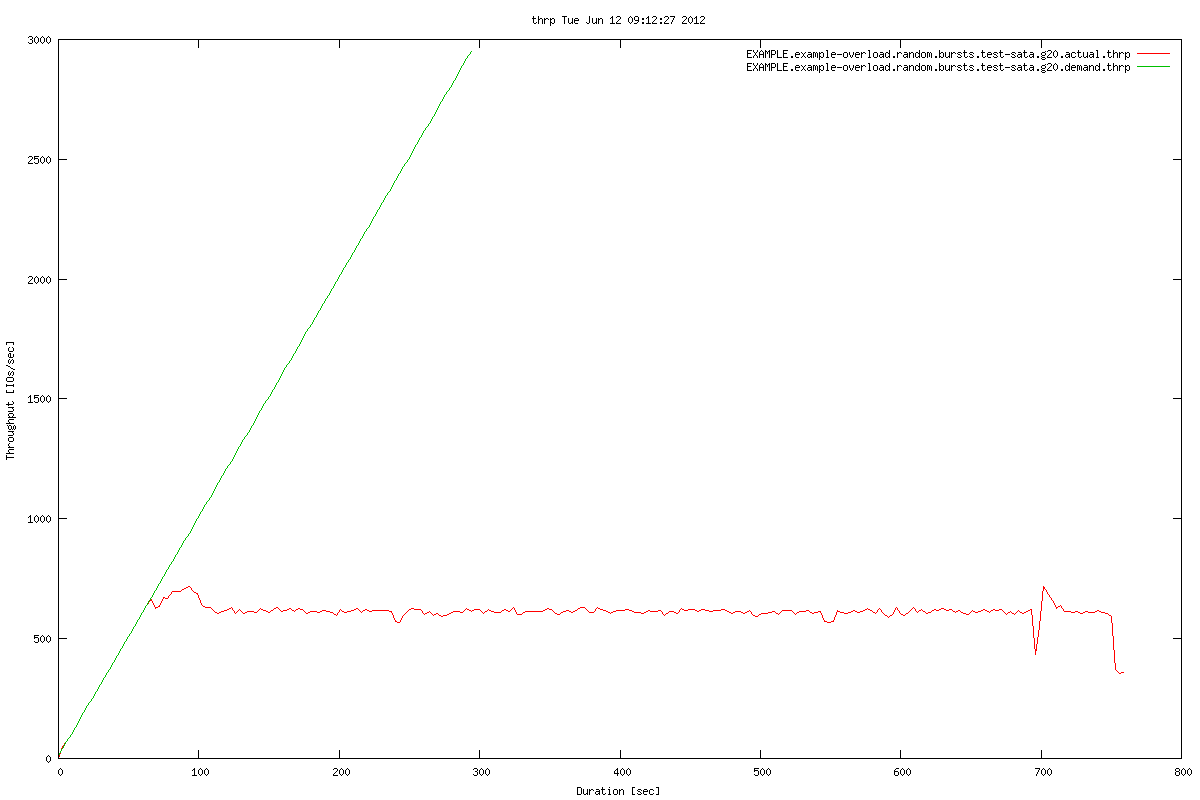 thrp Tue Jun 12 09:12:27 2012
EXAMPLE.example-overload.random.bursts.test-sata.g20.actual.thrp
EXAMPLE.example-overload.random.bursts.test-sata.g20.demand.thrp
3000
2500
2000
1500
1000
500
0
Throughput [IOs/sec]
0 100 200 300 400 500 600 700 800
Duration [sec]